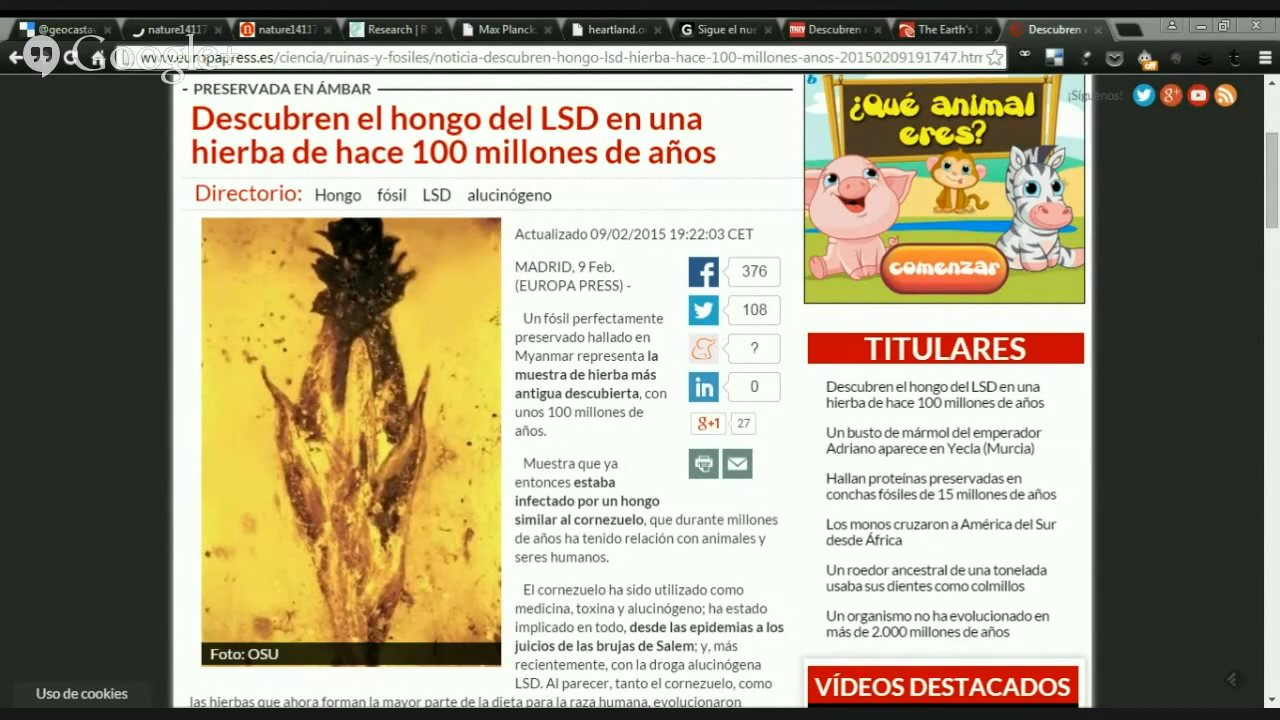 @geocastav
nature14117
nature14117
Research | R
Max Planck
heartland.o
Sigue el nue
Descubren
The Earth's
Descubren
Google+
www.europapress.es/ciencia/ruinas-y-fosiles/noticia-descubren-hongo-lsd-hierba-hace-100-millones-anos-20150209191747.htm
off
PRESERVADA EN ÁMBAR
Descubren el hongo del LSD en una
hierba de hace 100 millones de años
Directorio: Hongo fósil LSD alucinógeno
Actualizado 09/02/2015 19:22:03 CET
MADRID, 9 Feb.
(EUROPA PRESS) -
Un fósil perfectamente
preservado hallado en
Myanmar representa la
muestra de hierba más
antigua descubierta, con
unos 100 millones de
años.
Muestra que ya
entonces estaba
infectado por un hongo
similar al cornezuelo, que durante millones
de años ha tenido relación con animales y
seres humanos.
El cornezuelo ha sido utilizado como
medicina, toxina y alucinógeno; ha estado
implicado en todo, desde las epidemias a los
juicios de las brujas de Salem; y, más
recientemente, con la droga alucinógena
LSD. Al parecer, tanto el cornezuelo, como
las hierbas que ahora forman la mayor parte de la dieta para la raza humana, evolucionaron
376
108
?
in 0
g+1 27
Foto: OSU
¿Qué animal
eres?
comenzar
¡Síguenos!
TITULARES
Descubren el hongo del LSD en una
hierba de hace 100 millones de años
Un busto de mármol del emperador
Adriano aparece en Yecla (Murcia)
Hallan proteínas preservadas en
conchas fósiles de 15 millones de años
Los monos cruzaron a América del Sur
desde África
Un roedor ancestral de una tonelada
usaba sus dientes como colmillos
Un organismo no ha evolucionado en
más de 2.000 millones de años
VÍDEOS DESTACADOS
Uso de cookies